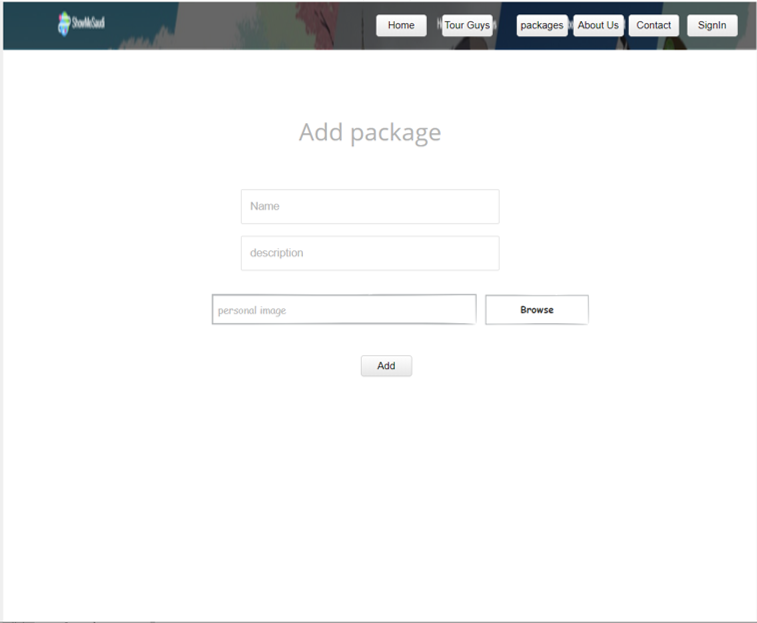 ShowMeSaudi
Home
Tour Guys
packages
About Us
Contact
SignIn
Add package
Name
description
personal image
Browse
Add